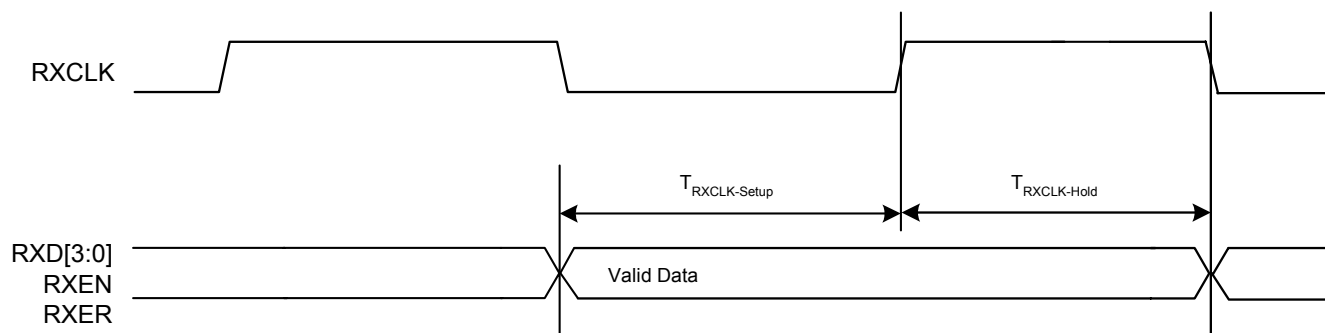 RXCLK
TRXCLK-Setup
TRXCLK-Hold
RXD[3:0]
RXEN
RXER
Valid Data